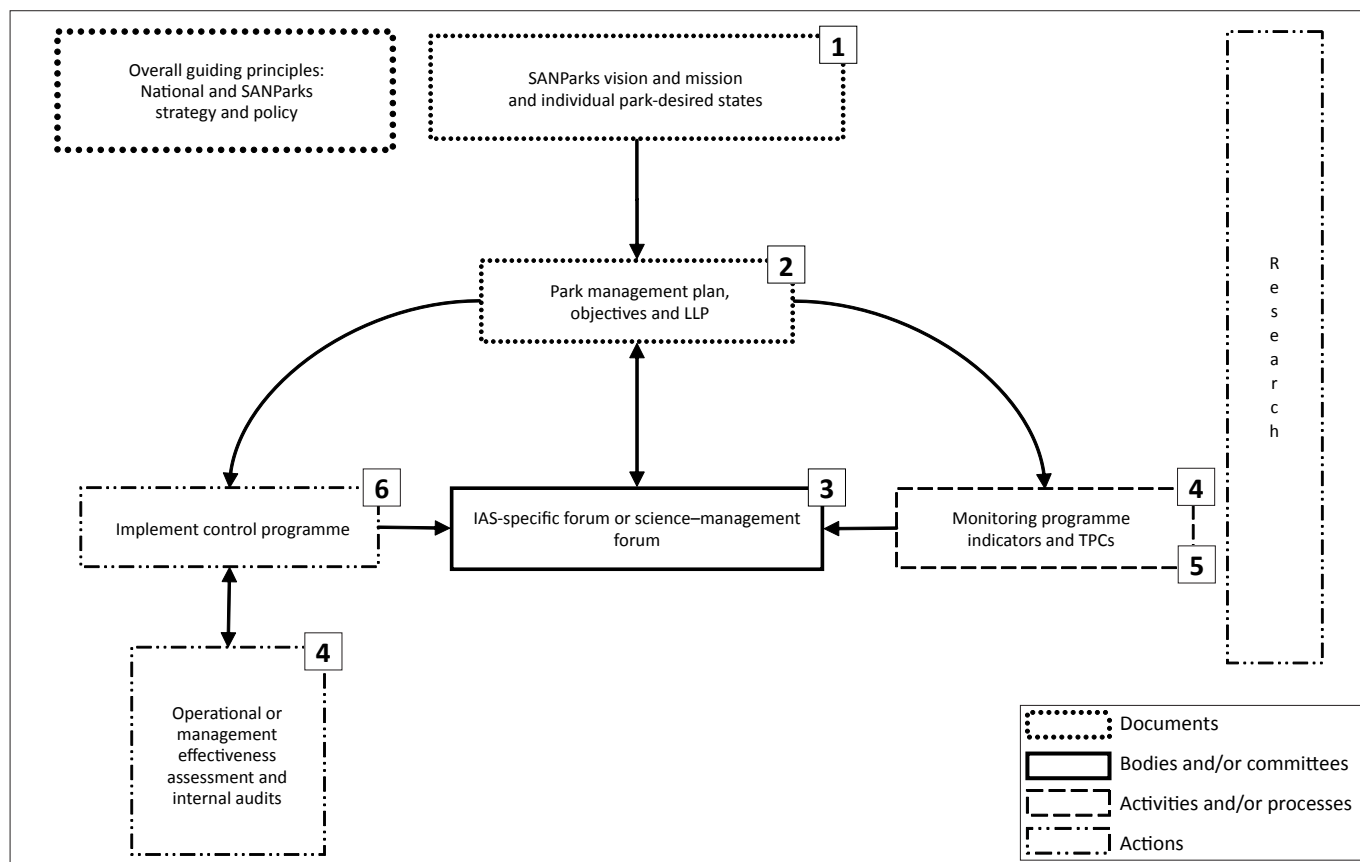 Overall guiding principles:
National and SANParks
strategy and policy
1
SANParks vision and mission
and individual park-desired states
2
Park management plan,
objectives and LLP
6
Implement control programme
3
IAS-specific forum or science–management
forum
4
Monitoring programme
indicators and TPCs
5
4
Operational or
management
effectiveness
assessment and
internal audits
R
e
s
e
a
r
c
h
Documents
Bodies and/or committees
Activities and/or processes
Actions